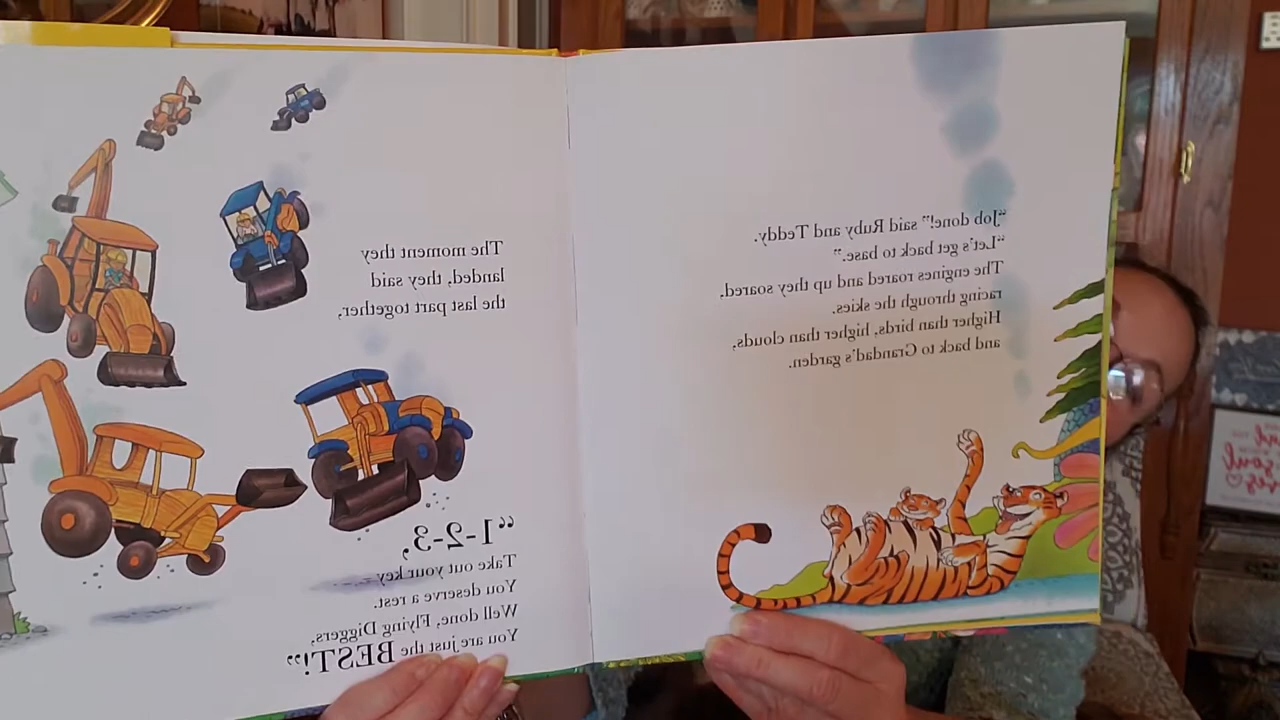 “Job done!” said Ruby and Teddy.
“Let’s get back to base.”
The engines roared and up they soared,
racing through the skies.
Higher than birds, higher than clouds,
and back to Grandad’s garden.
The moment they
landed, they said
the last part together,
“1-2-3,
Take out your key
You deserve a rest.
Well done, Flying Diggers,
You are just the BEST!”
soul